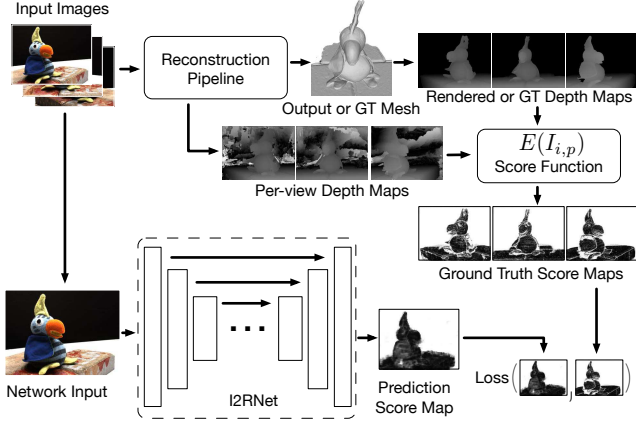 Input Images
Reconstruction
Pipeline
Output or GT Mesh
Rendered or GT Depth Maps
Per-view Depth Maps
E(I_{i,p})
Score Function
Ground Truth Score Maps
Network Input
I2RNet
Prediction
Score Map
Loss( , )